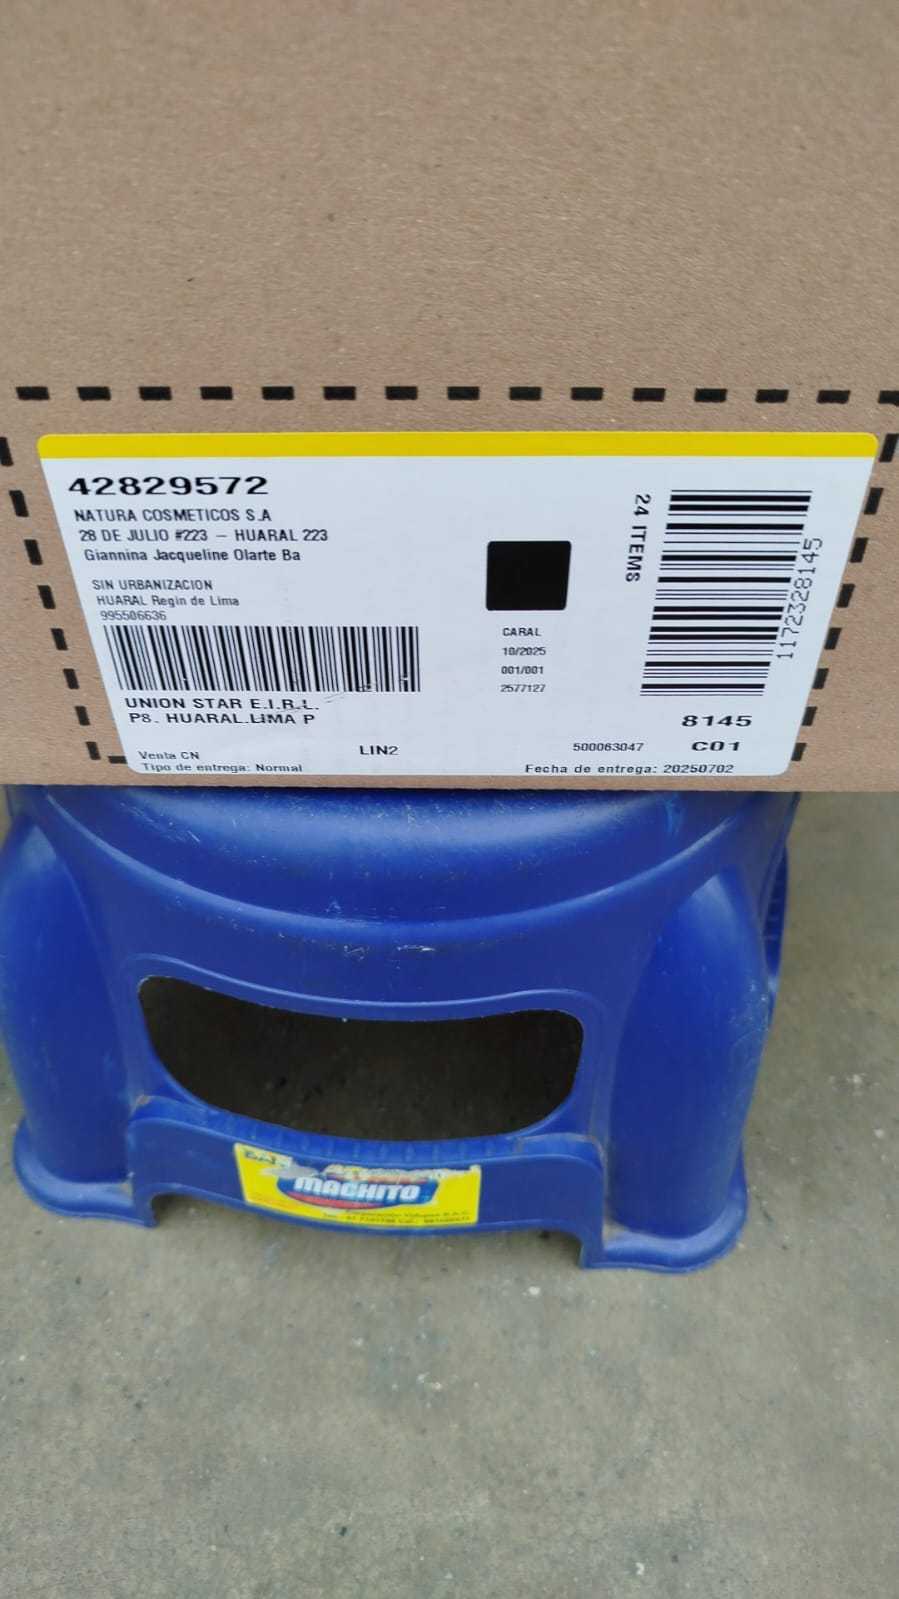 42829572
NATURA COSMETICOS S.A
28 DE JULIO #223 – HUARAL 223
Giannina Jacqueline Olarte Ba
SIN URBANIZACION
HUARAL Regin de Lima
995506636
UNION STAR E.I.R.L.
P8. HUARAL.LIMA P
Venta CN
LIN2
Tipo de entrega: Normal
CARAL
10/2025
001/001
2577127
24 ITEMS
1172328145
8145
500063047
C01
Fecha de entrega: 20250702
MACHITO